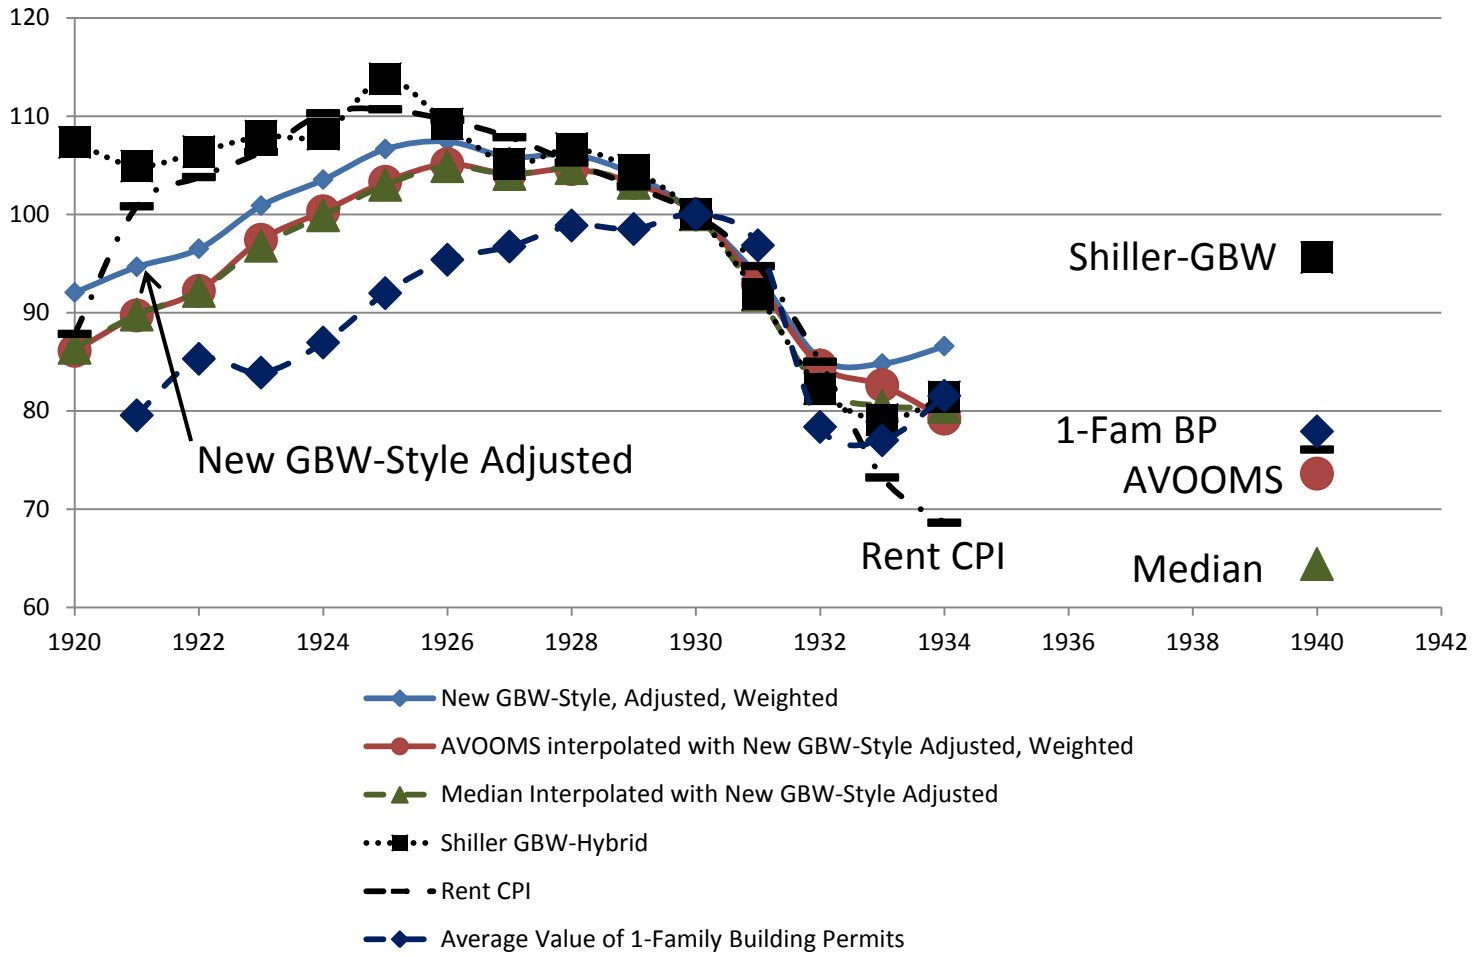 120
110
100
90
80
70
60
Shiller-GBW
1-Fam BP
New GBW-Style Adjusted
AVOOMS
Rent CPI
Median
1920 1922 1924 1926 1928 1930 1932 1934 1936 1938 1940 1942
New GBW-Style, Adjusted, Weighted
AVOOMS interpolated with New GBW-Style Adjusted, Weighted
Median Interpolated with New GBW-Style Adjusted
Shiller GBW-Hybrid
Rent CPI
Average Value of 1-Family Building Permits